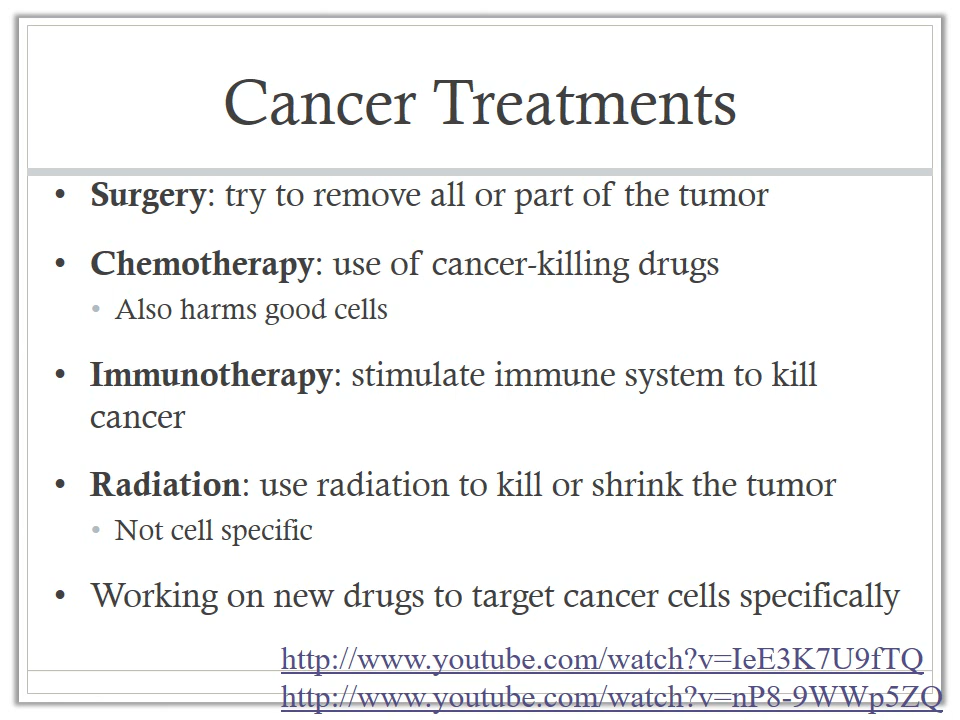 Cancer Treatments
• Surgery: try to remove all or part of the tumor
• Chemotherapy: use of cancer-killing drugs
• Also harms good cells
• Immunotherapy: stimulate immune system to kill
cancer
• Radiation: use radiation to kill or shrink the tumor
• Not cell specific
• Working on new drugs to target cancer cells specifically
http://www.youtube.com/watch?v=IeE3K7U9fTQ
http://www.youtube.com/watch?v=nP8-9WWp5ZQ